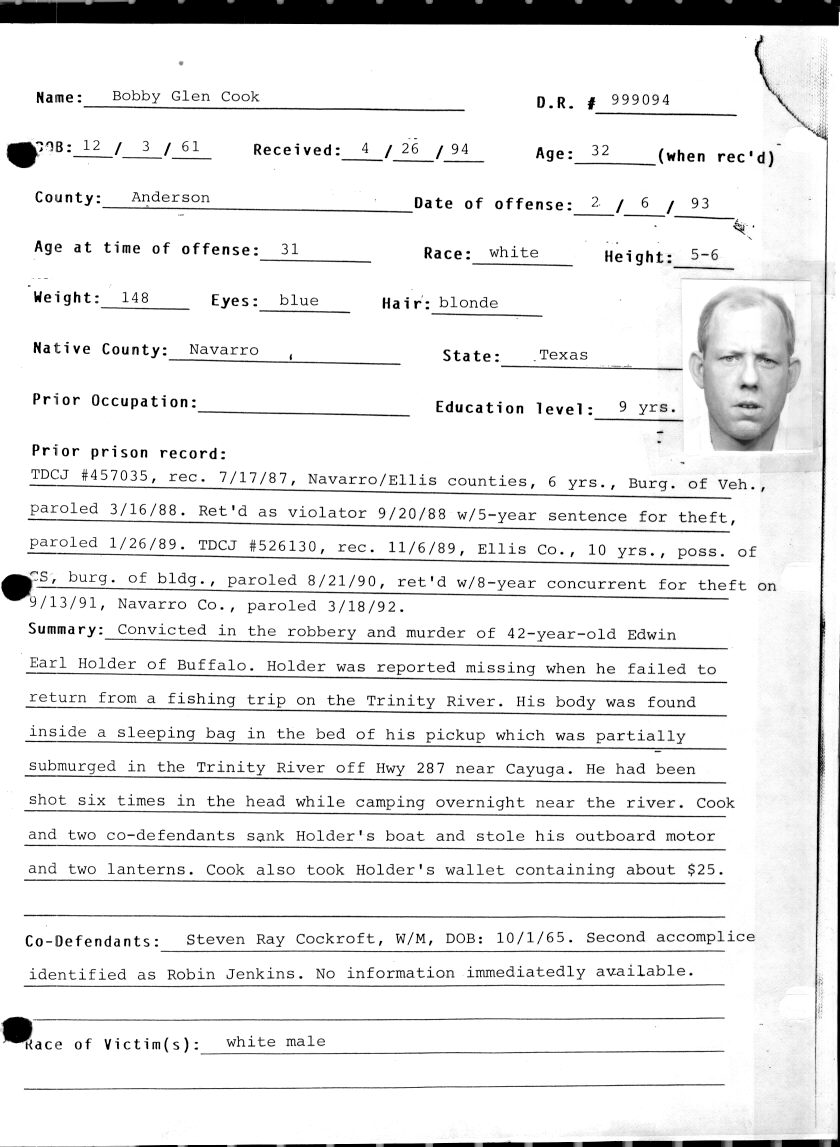 Name: Bobby Glen Cook D.R. # 999094
DOB: 12 / 3 / 61 Received: 4 / 26 / 94 Age: 32 (when rec'd)
County: Anderson Date of offense: 2 / 6 / 93
Age at time of offense: 31 Race: white Height: 5-6
Weight: 148 Eyes: blue Hair: blonde
Native County: Navarro State: Texas
Prior Occupation: Education level: 9 yrs.
Prior prison record:
TDCJ #457035, rec. 7/17/87, Navarro/Ellis counties, 6 yrs., Burg. of Veh.,
paroled 3/16/88. Ret'd as violator 9/20/88 w/5-year sentence for theft,
paroled 1/26/89. TDCJ #526130, rec. 11/6/89, Ellis Co., 10 yrs., poss. of
CS, burg. of bldg., paroled 8/21/90, ret'd w/8-year concurrent for theft on
9/13/91, Navarro Co., paroled 3/18/92.
Summary: Convicted in the robbery and murder of 42-year-old Edwin
Earl Holder of Buffalo. Holder was reported missing when he failed to
return from a fishing trip on the Trinity River. His body was found
inside a sleeping bag in the bed of his pickup which was partially
submurged in the Trinity River off Hwy 287 near Cayuga. He had been
shot six times in the head while camping overnight near the river. Cook
and two co-defendants sank Holder's boat and stole his outboard motor
and two lanterns. Cook also took Holder's wallet containing about $25.
Co-Defendants: Steven Ray Cockroft, W/M, DOB: 10/1/65. Second accomplice
identified as Robin Jenkins. No information immediatedly available.
Race of Victim(s): white male